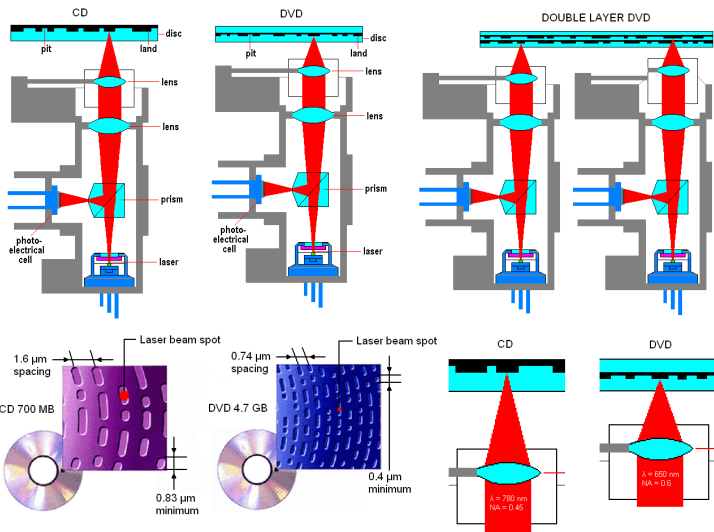 CD
DVD
DOUBLE LAYER DVD
disc
pit
land
lens
lens
prism
photo-
electrical
cell
laser
land
pit
disc
lens
lens
prism
photo-
electrical
cell
laser
Laser beam spot
1.6 µm
spacing
CD 700 MB
0.83 µm
minimum
Laser beam spot
0.74 µm
spacing
DVD 4.7 GB
0.4 µm
minimum
CD
λ = 780 nm
NA = 0.45
DVD
λ = 650 nm
NA = 0.6